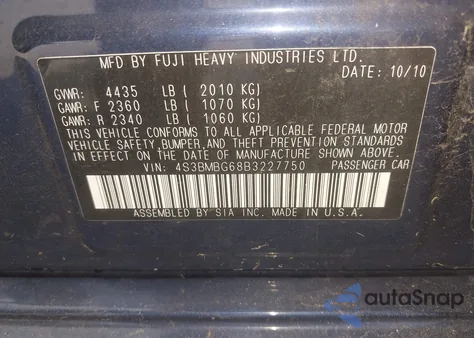 MFD BY FUJI HEAVY INDUSTRIES LTD.
DATE: 10/10
GVWR: 4435 LB ( 2010 KG)
GAWR: F 2360 LB ( 1070 KG)
GAWR: R 2340 LB ( 1060 KG)
THIS VEHICLE CONFORMS TO ALL APPLICABLE FEDERAL MOTOR
VEHICLE SAFETY, BUMPER, AND THEFT PREVENTION STANDARDS
IN EFFECT ON THE DATE OF MANUFACTURE SHOWN ABOVE.
VIN: 4S3BMBG68B3227750 PASSENGER CAR
ASSEMBLED BY SIA INC. MADE IN U.S.A.
autoSnap